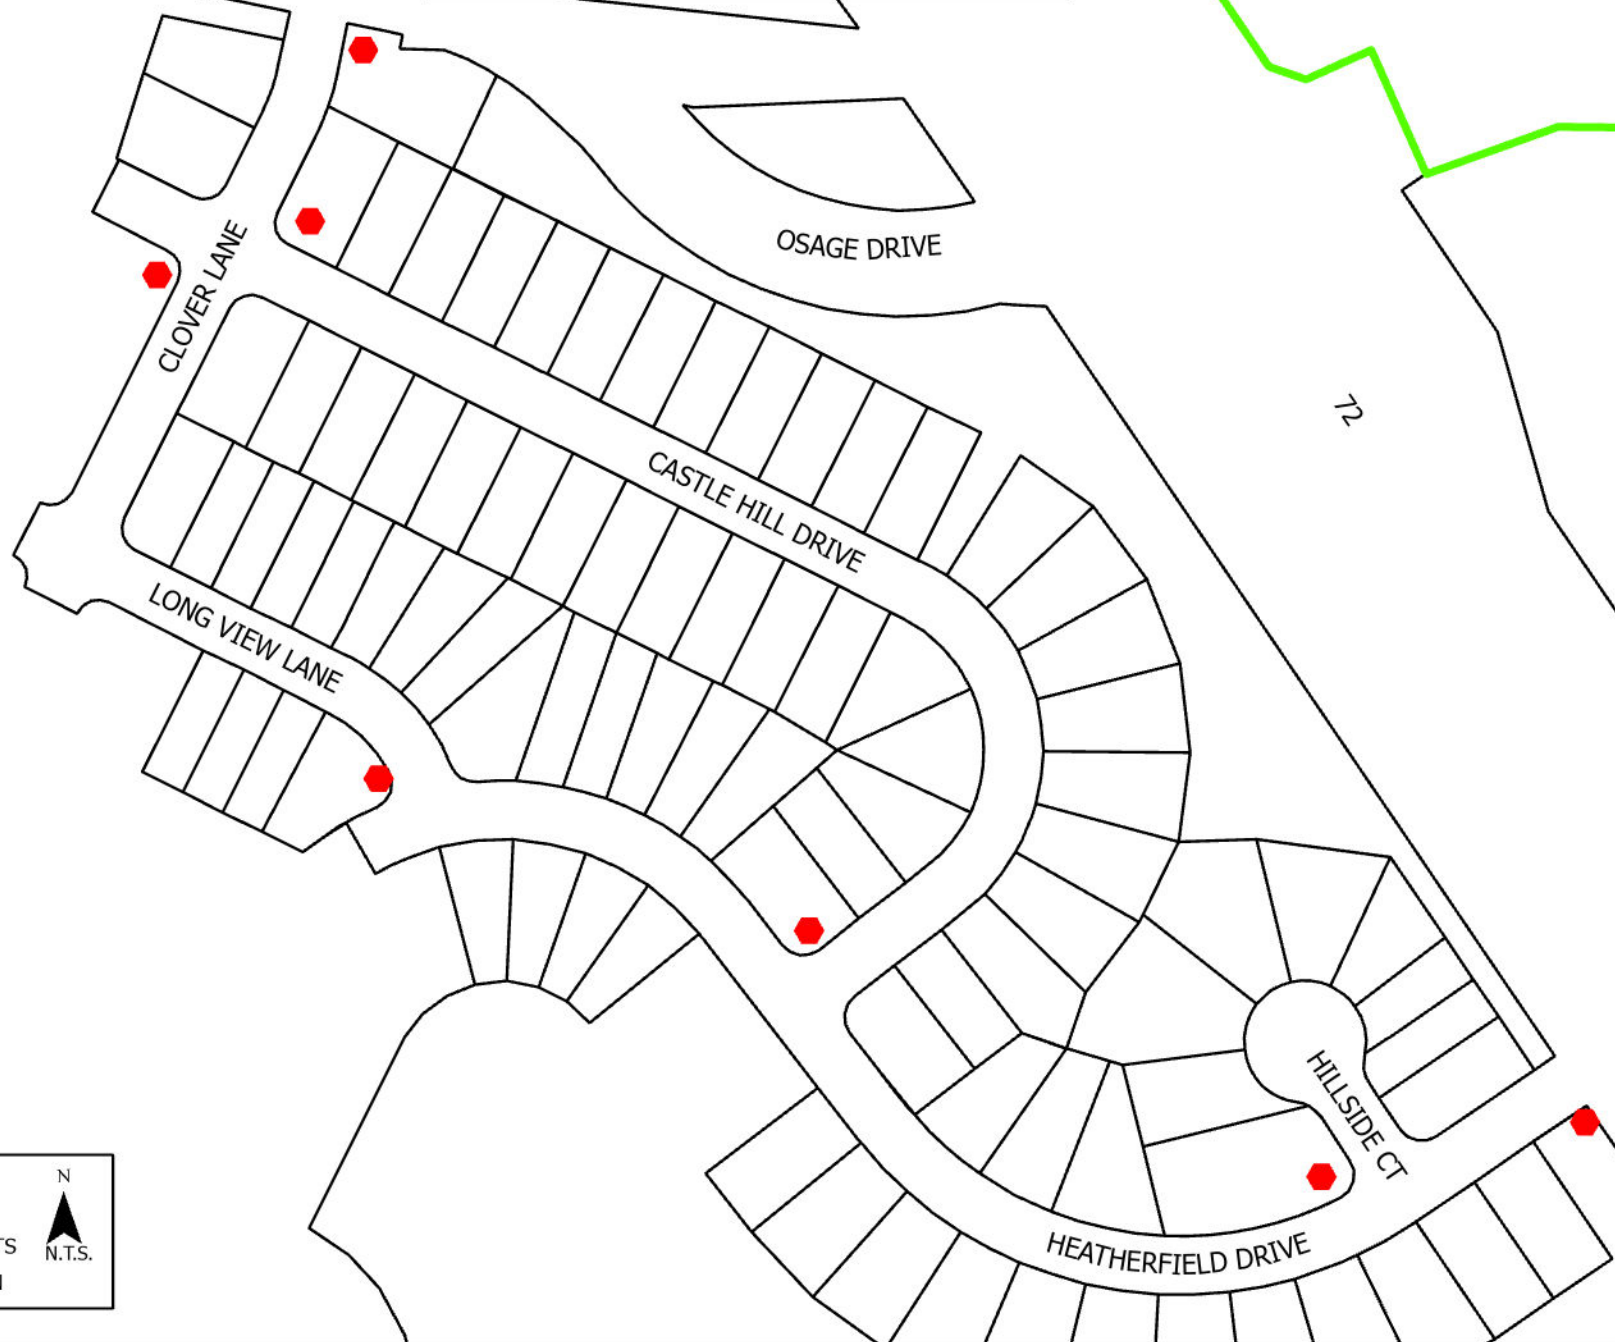 OSAGE DRIVE
CLOVER LANE
72
CASTLE HILL DRIVE
LONG VIEW LANE
HILLSIDE CT
HEATHERFIELD DRIVE
N
N.T.S.